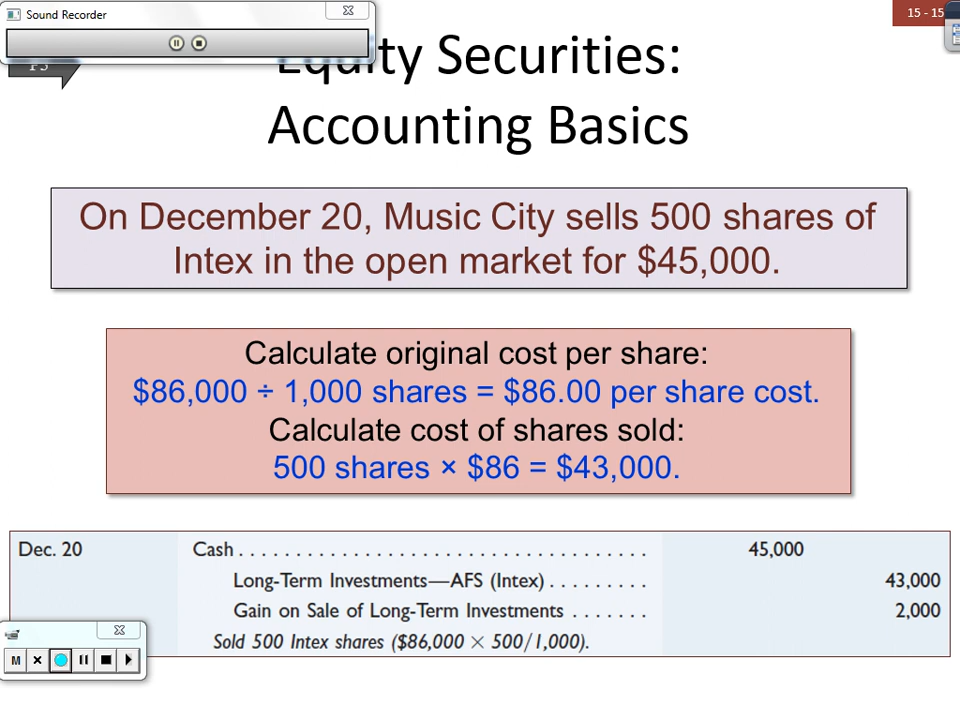 Sound Recorder
15 - 15
P3
Equity Securities:
Accounting Basics
On December 20, Music City sells 500 shares of
Intex in the open market for $45,000.
Calculate original cost per share:
$86,000 ÷ 1,000 shares = $86.00 per share cost.
Calculate cost of shares sold:
500 shares × $86 = $43,000.
Dec. 20 Cash . . . . . . . . . . . . . . . . . . . . . . . . . . . . . . . . . . . . 45,000
Long-Term Investments—AFS (Intex) . . . . . . . . . 43,000
Gain on Sale of Long-Term Investments . . . . . . . 2,000
Sold 500 Intex shares ($86,000 × 500/1,000).
M